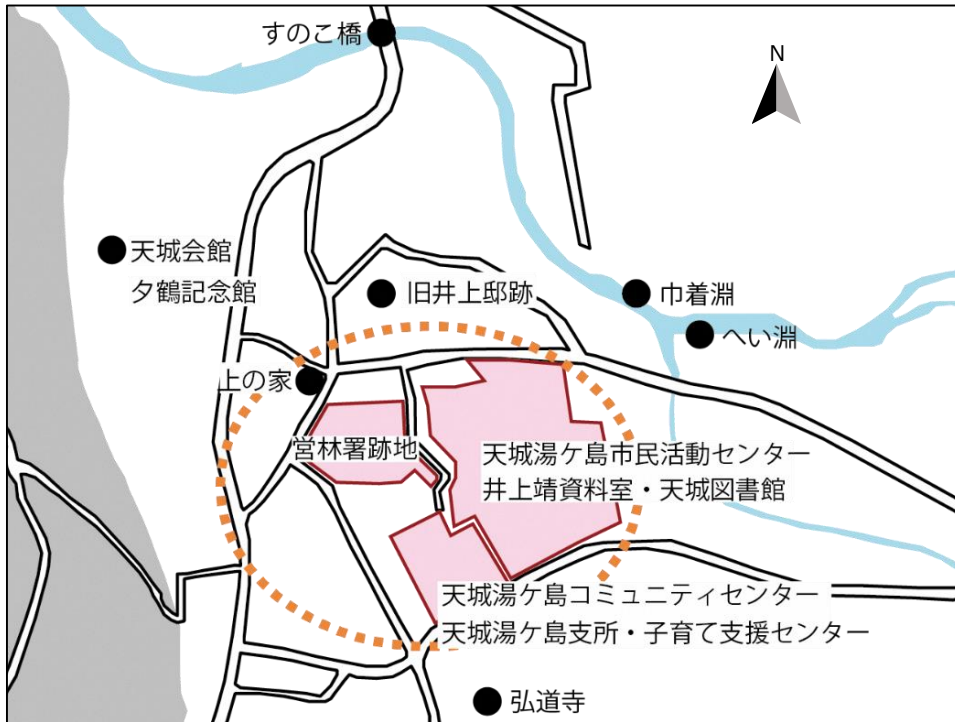 すのこ橋
N
天城会館
夕鶴記念館
旧井上邸跡
巾着淵
へい淵
上の家
営林署跡地
天城湯ケ島市民活動センター
井上靖資料室・天城図書館
天城湯ケ島コミュニティセンター
天城湯ケ島支所・子育て支援センター
弘道寺